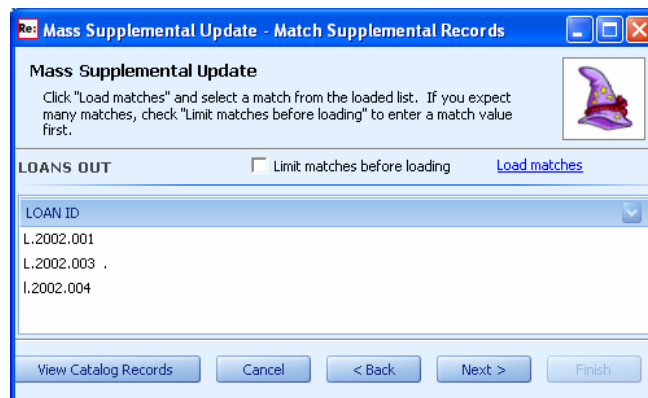 Re: Mass Supplemental Update - Match Supplemental Records
Mass Supplemental Update
Click "Load matches" and select a match from the loaded list. If you expect
many matches, check "Limit matches before loading" to enter a match value
first.
LOANS OUT Limit matches before loading Load matches
LOAN ID
L.2002.001
L.2002.003 .
l.2002.004
View Catalog Records Cancel < Back Next > Finish